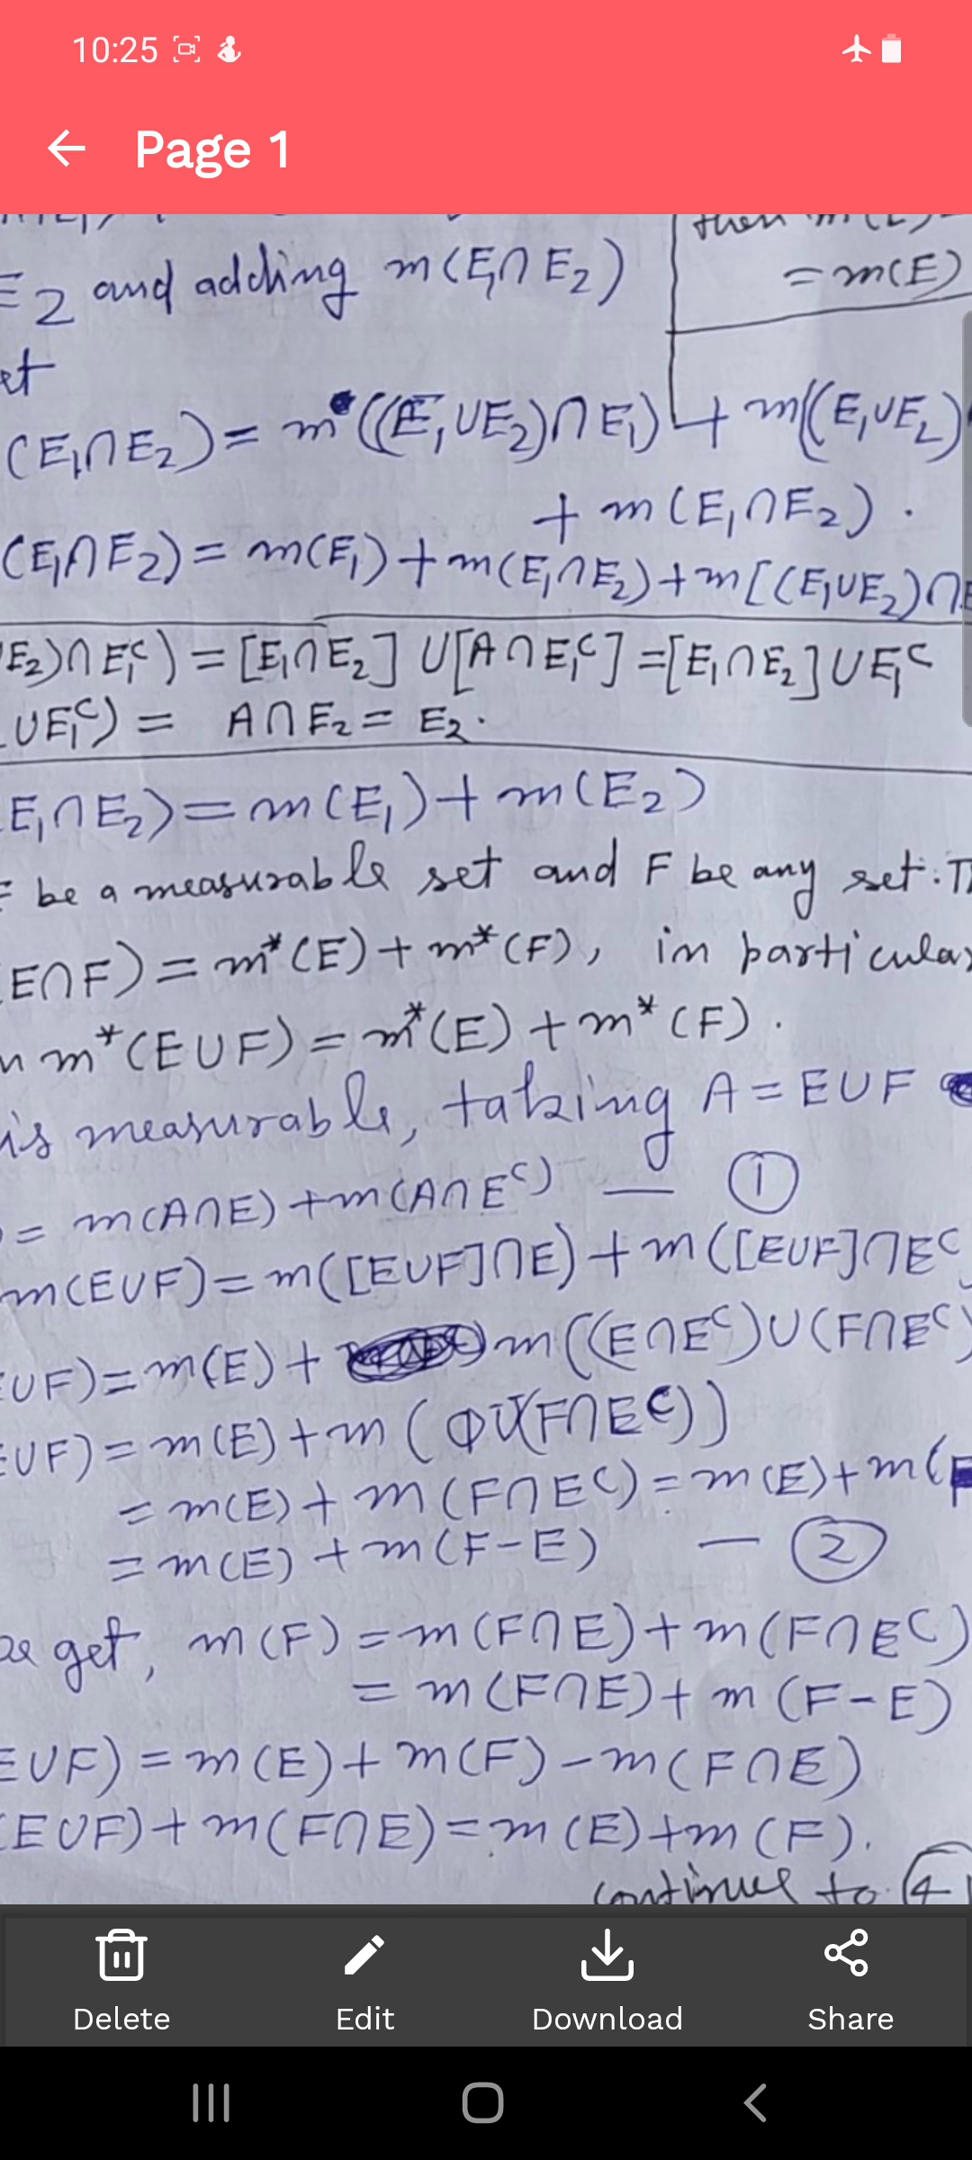 10:25
Page 1
2 and adding m(E₁∩E₂)
= m(E)
et
(E₁∩E₂) = m*((E₁∪E₂)∩E₁) + m((E₁∪E₂)
+ m(E₁∩E₂).
(E₁∩E₂) = m(E₁) + m(E₁∩E₂) + m[(E₁∪E₂)∩
E₂)∩E₁ᶜ) = [E₁∩E₂] ∪ [A∩E₁ᶜ] = [E₁∩E₂] ∪ E₁ᶜ
∪E₁ᶜ) = A∩E₂ = E₂.
E₁∩E₂) = m(E₁) + m(E₂)
be a measurable set and F be any set. T
E∩F) = m*(E) + m*(F), in particular
m*(E∪F) = m*(E) + m*(F).
is measurable, taking A = E∪F
= m(A∩E) + m(A∩Eᶜ) — ①
m(E∪F) = m([E∪F]∩E) + m([E∪F]∩Eᶜ
∪F) = m(E) + m((E∩Eᶜ)∪(F∩Eᶜ)
∪F) = m(E) + m(Φ∪(F∩Eᶜ))
= m(E) + m(F∩Eᶜ) = m(E) + m(F
= m(E) + m(F-E) — ②
get, m(F) = m(F∩E) + m(F∩Eᶜ)
= m(F∩E) + m(F-E)
E∪F) = m(E) + m(F) - m(F∩E)
(E∪F) + m(F∩E) = m(E) + m(F).
continue to ④
Delete Edit Download Share